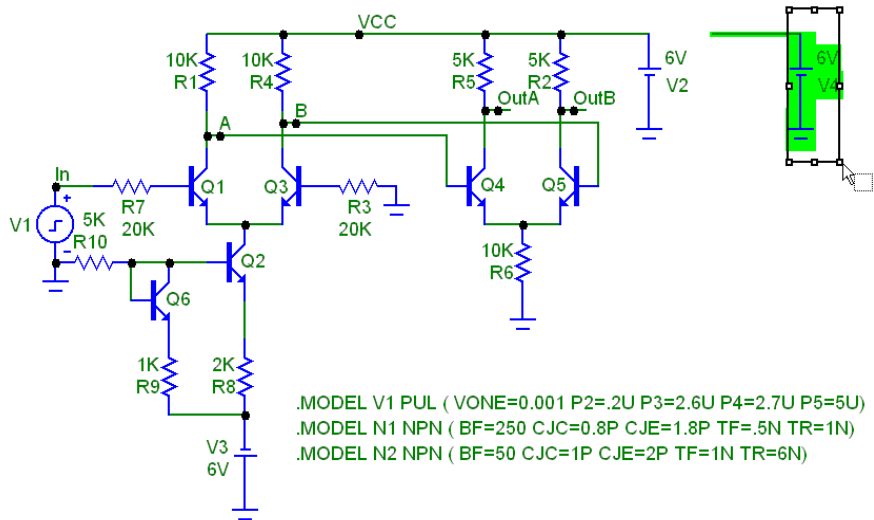 VCC
10K
R1
10K
R4
5K
R5
5K
R2
6V
V2
6V
V4
OutA
OutB
A
B
In
Q1
Q3
Q4
Q5
R7
20K
R3
20K
V1
5K
R10
Q2
10K
R6
Q6
1K
R9
2K
R8
V3
6V
.MODEL V1 PUL ( VONE=0.001 P2=.2U P3=2.6U P4=2.7U P5=5U)
.MODEL N1 NPN ( BF=250 CJC=0.8P CJE=1.8P TF=.5N TR=1N)
.MODEL N2 NPN ( BF=50 CJC=1P CJE=2P TF=1N TR=6N)